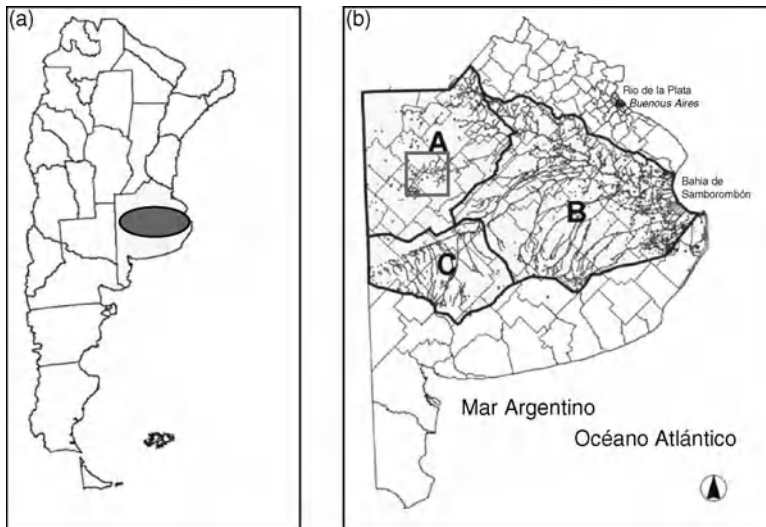 (a)
(b)
Rio de la Plata
Buenous Aires
A
Bahia de
Samborombón
B
C
Mar Argentino
Océano Atlántico